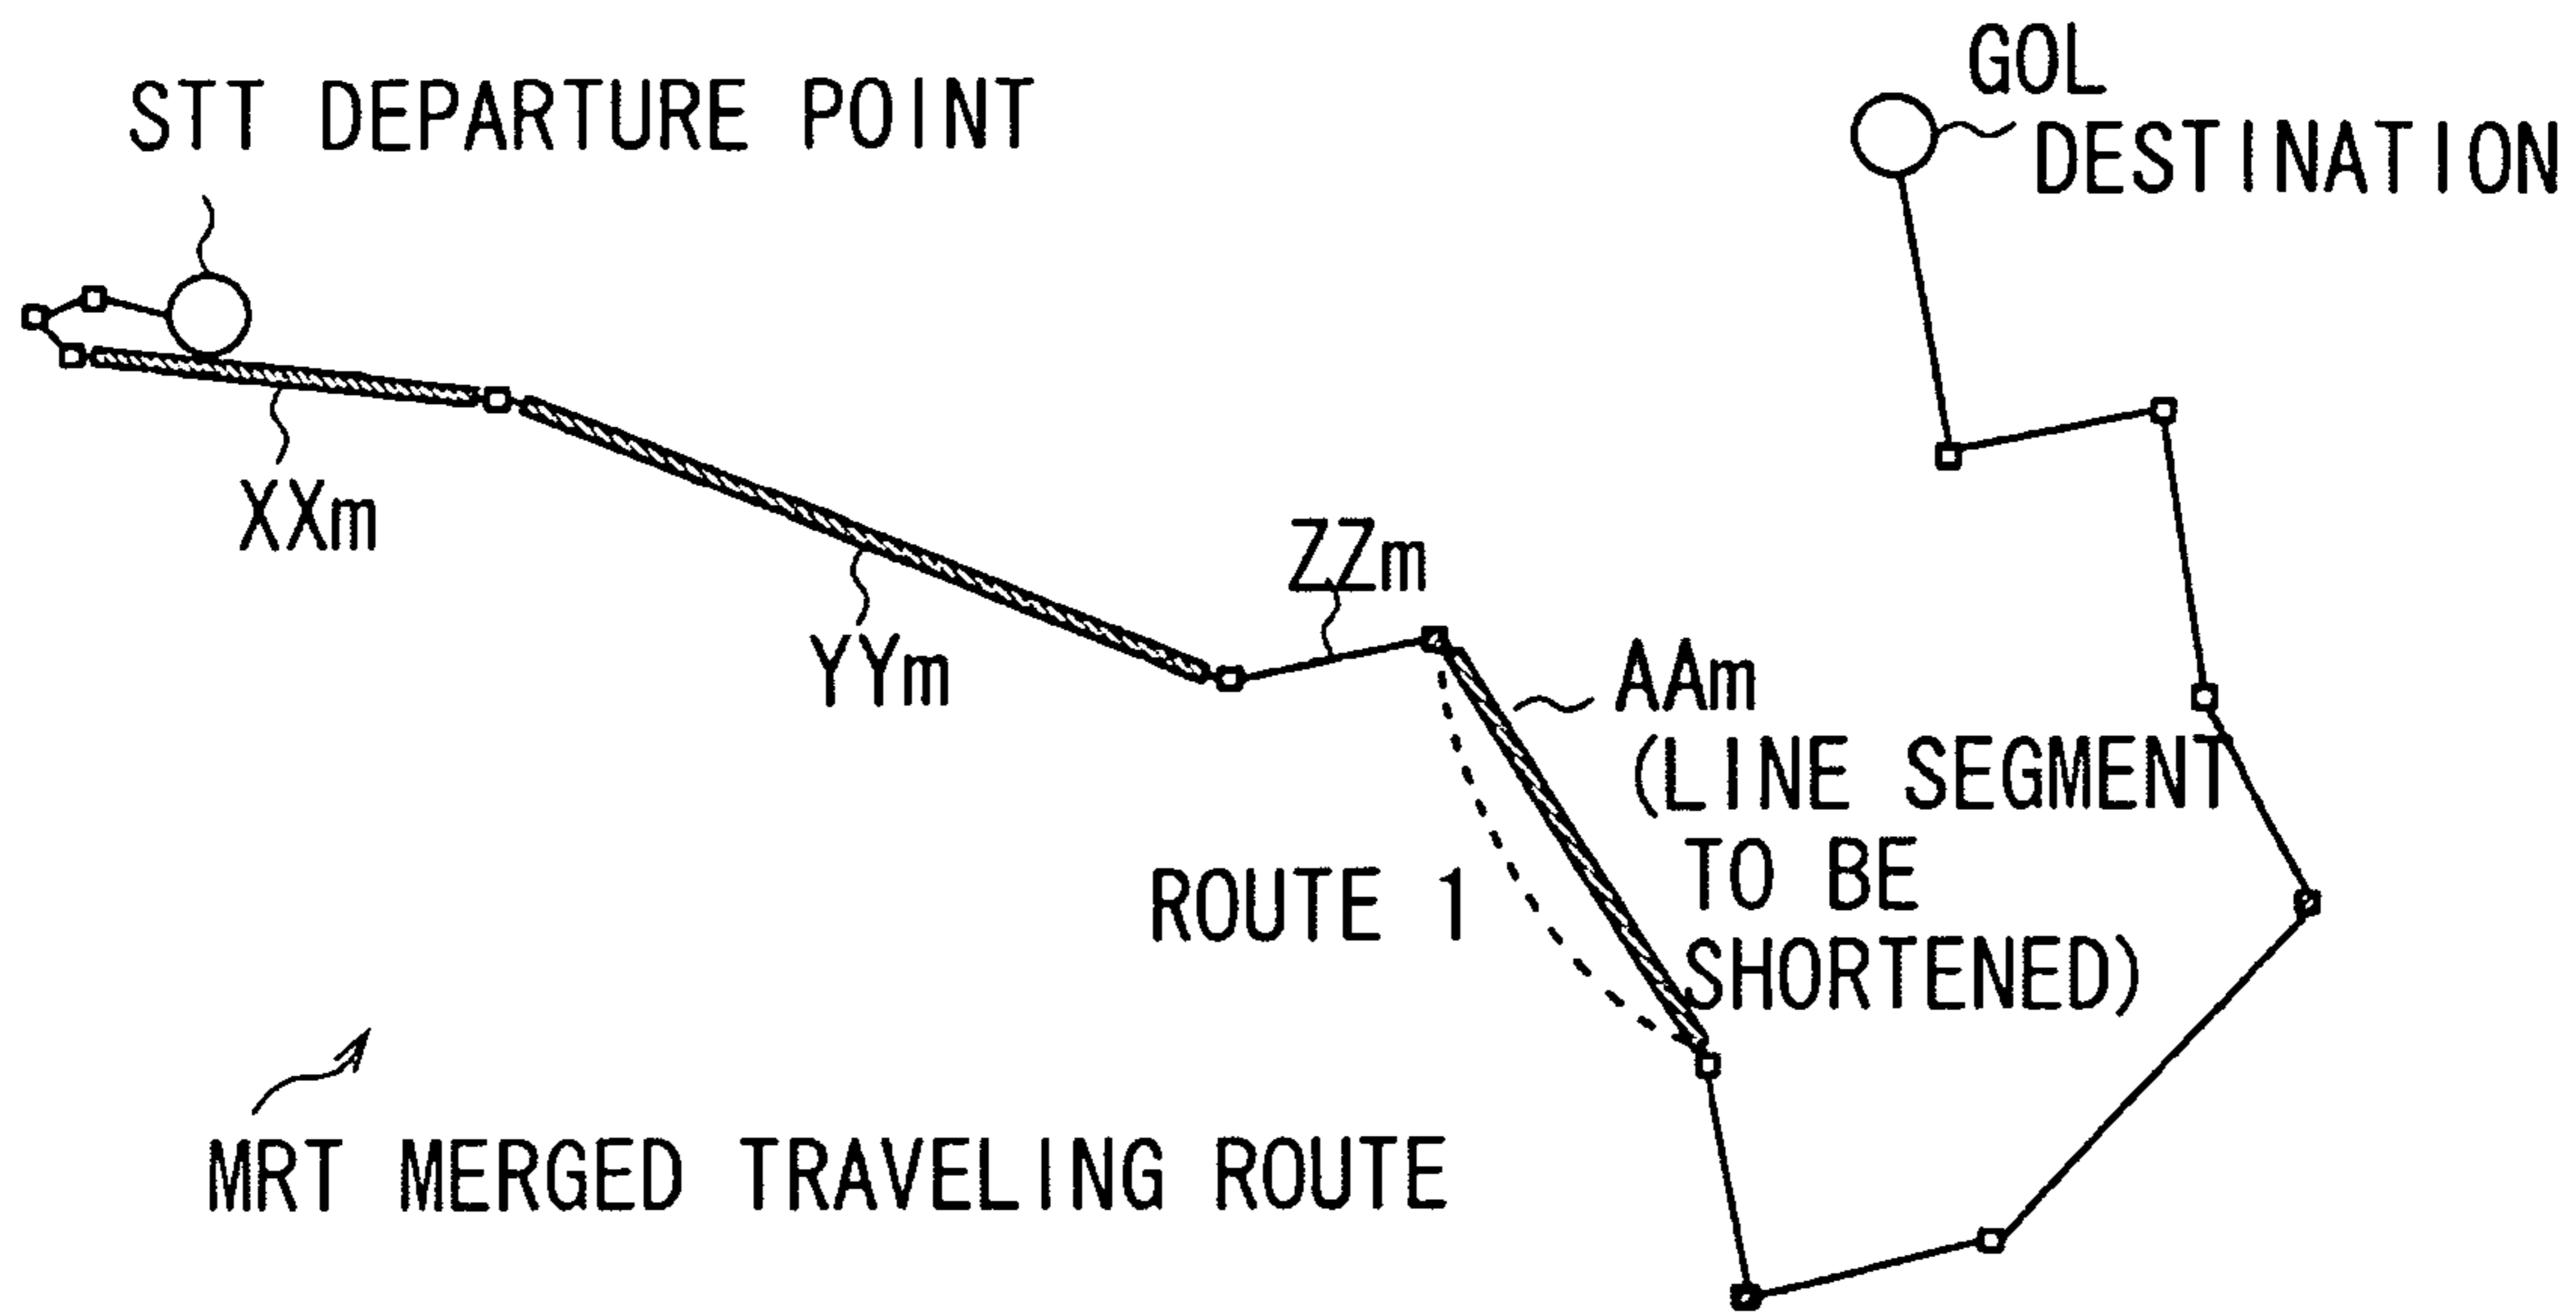 STT DEPARTURE POINT
GOL
DESTINATION
XXm
YYm
ZZm
AAm
(LINE SEGMENT
TO BE
SHORTENED)
ROUTE 1
MRT MERGED TRAVELING ROUTE